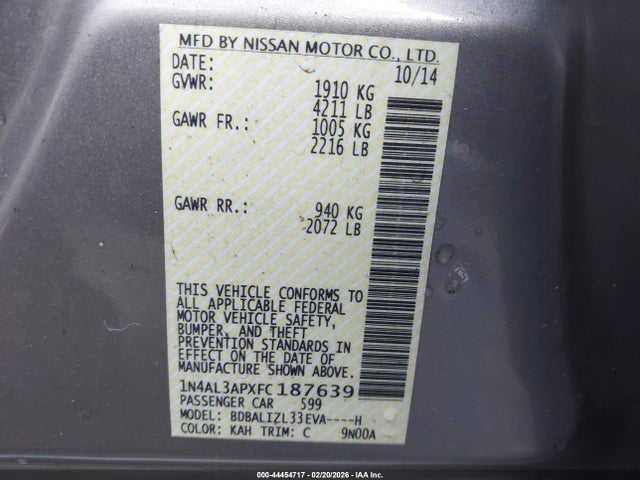 MFD BY NISSAN MOTOR CO., LTD.
DATE: 10/14
GVWR: 1910 KG
4211 LB
GAWR FR.: 1005 KG
2216 LB
GAWR RR.: 940 KG
2072 LB
THIS VEHICLE CONFORMS TO
ALL APPLICABLE FEDERAL
MOTOR VEHICLE SAFETY,
BUMPER, AND THEFT
PREVENTION STANDARDS IN
EFFECT ON THE DATE OF
MANUFACTURE SHOWN ABOVE.
1N4AL3APXFC187639
PASSENGER CAR 599
MODEL: BDBALIZL33EVA----H
COLOR: KAH TRIM: C 9N00A
000-44454717 - 02/20/2026 - IAA Inc.